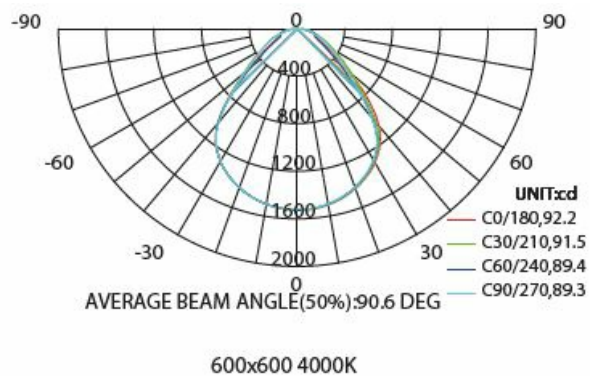 -90 0 90
400
800
-60 1200 60
UNIT:cd
1600 C0/180,92.2
-30 30 C30/210,91.5
2000 C60/240,89.4
0
AVERAGE BEAM ANGLE(50%):90.6 DEG C90/270,89.3
600x600 4000K